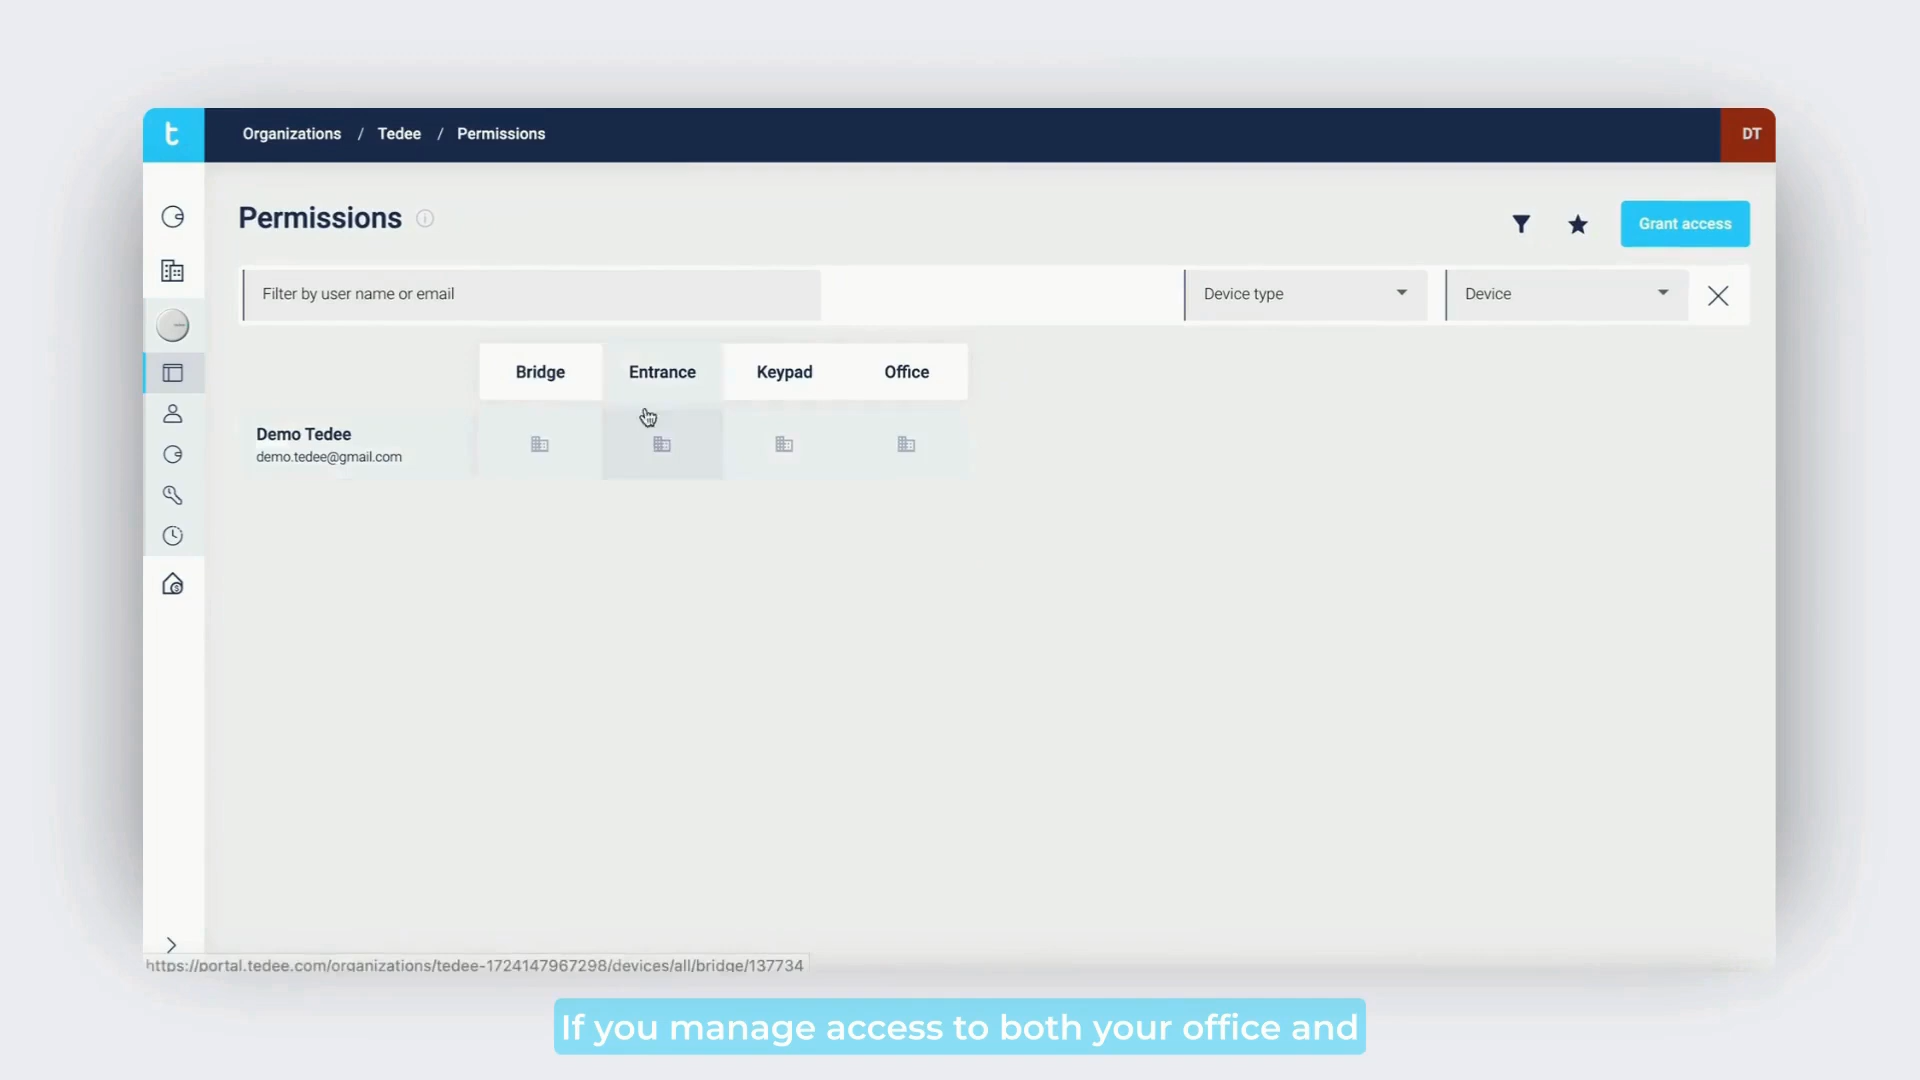 t
Organizations / Tedee / Permissions
DT
Permissions
Grant access
Filter by user name or email
Device type
Device
Bridge
Entrance
Keypad
Office
Demo Tedee
demo.tedee@gmail.com
https://portal.tedee.com/organizations/tedee-1724147967298/devices/all/bridge/137734
If you manage access to both your office and